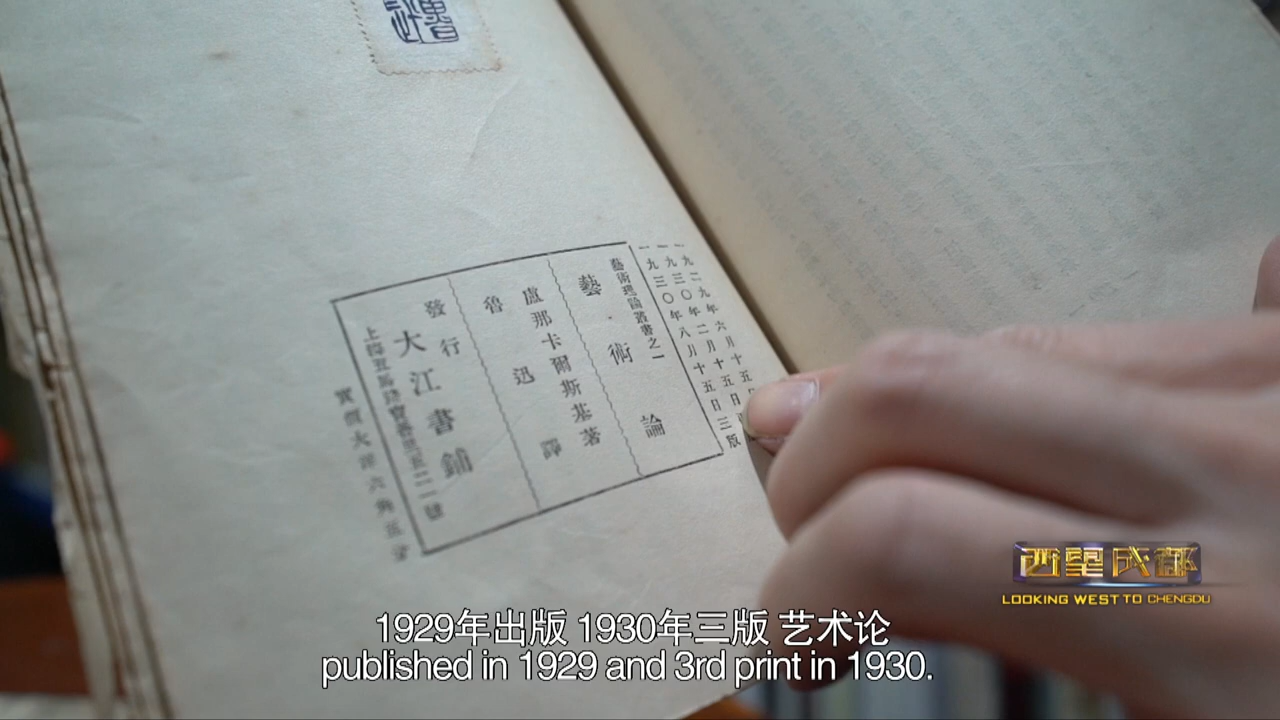 一九二九年六月十五日
一九三〇年二月十五日
一九三〇年八月十五日三版
藝術理論叢書之一
藝術論
盧那卡爾斯基著
魯迅譯
發行
大江書鋪
實價大洋六角五分
西望成都
LOOKING WEST TO CHENGDU
1929年出版 1930年三版 艺术论
published in 1929 and 3rd print in 1930.